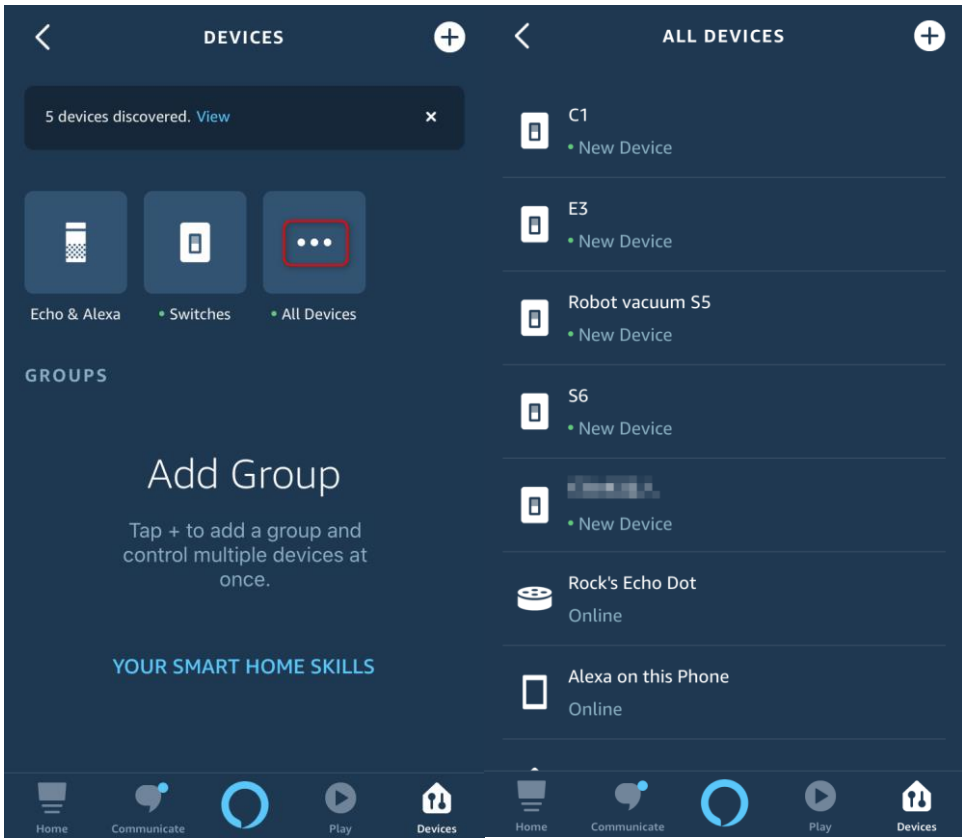 DEVICES
5 devices discovered. View
Echo & Alexa
Switches
All Devices
GROUPS
Add Group
Tap + to add a group and
control multiple devices at
once.
YOUR SMART HOME SKILLS
Home
Communicate
Play
Devices
ALL DEVICES
C1
New Device
E3
New Device
Robot vacuum S5
New Device
S6
New Device
New Device
Rock's Echo Dot
Online
Alexa on this Phone
Online
Home
Communicate
Play
Devices